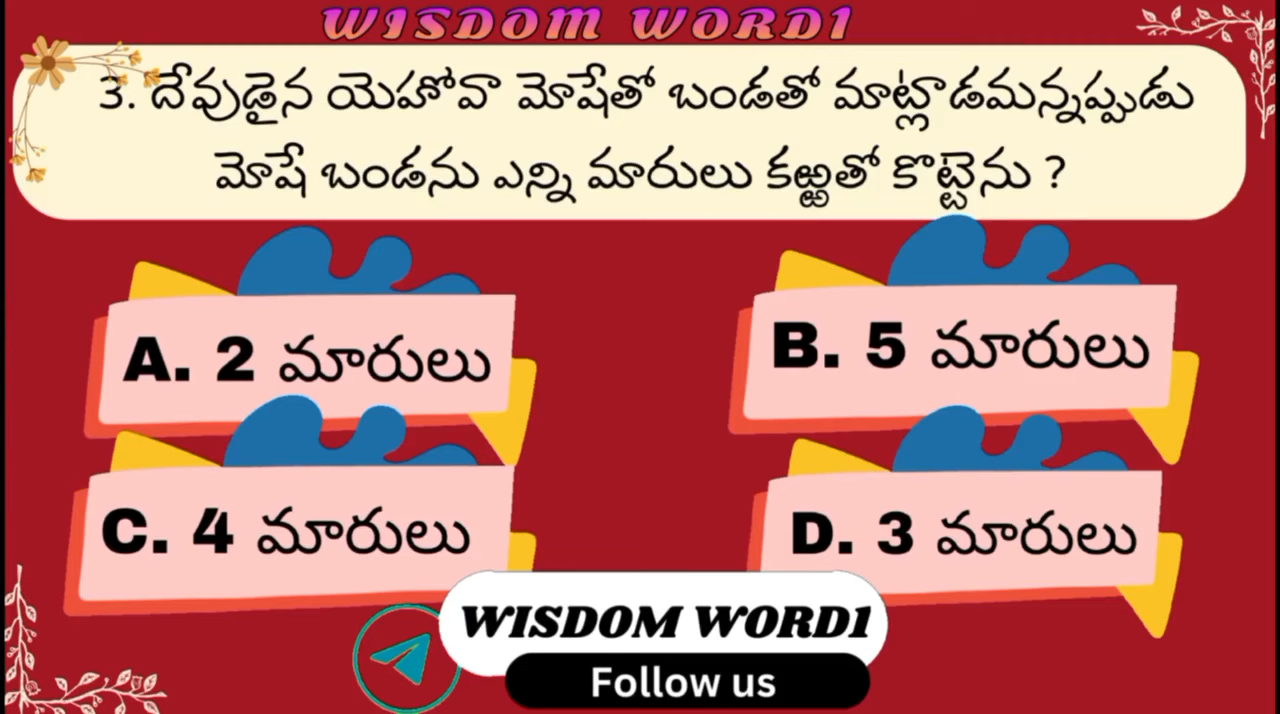 WISDOM WORD1
3. దేవుడైన యెహోవా మోషేతో బండతో మాట్లాడమన్నప్పుడు
మోషే బండను ఎన్ని మారులు కఱ్ఱతో కొట్టెను ?
A. 2 మారులు
B. 5 మారులు
C. 4 మారులు
D. 3 మారులు
WISDOM WORD1
Follow us